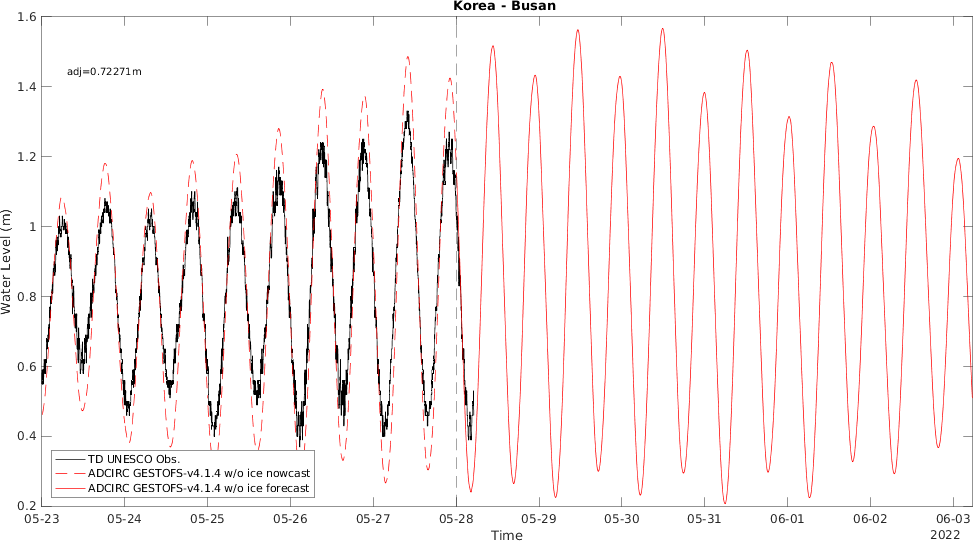 Korea - Busan
adj=0.72271m
Water Level (m)
1.6
1.4
1.2
1
0.8
0.6
0.4
0.2
TD UNESCO Obs.
ADCIRC GESTOFS-v4.1.4 w/o ice nowcast
ADCIRC GESTOFS-v4.1.4 w/o ice forecast
05-23 05-24 05-25 05-26 05-27 05-28 05-29 05-30 05-31 06-01 06-02 06-03
Time
2022